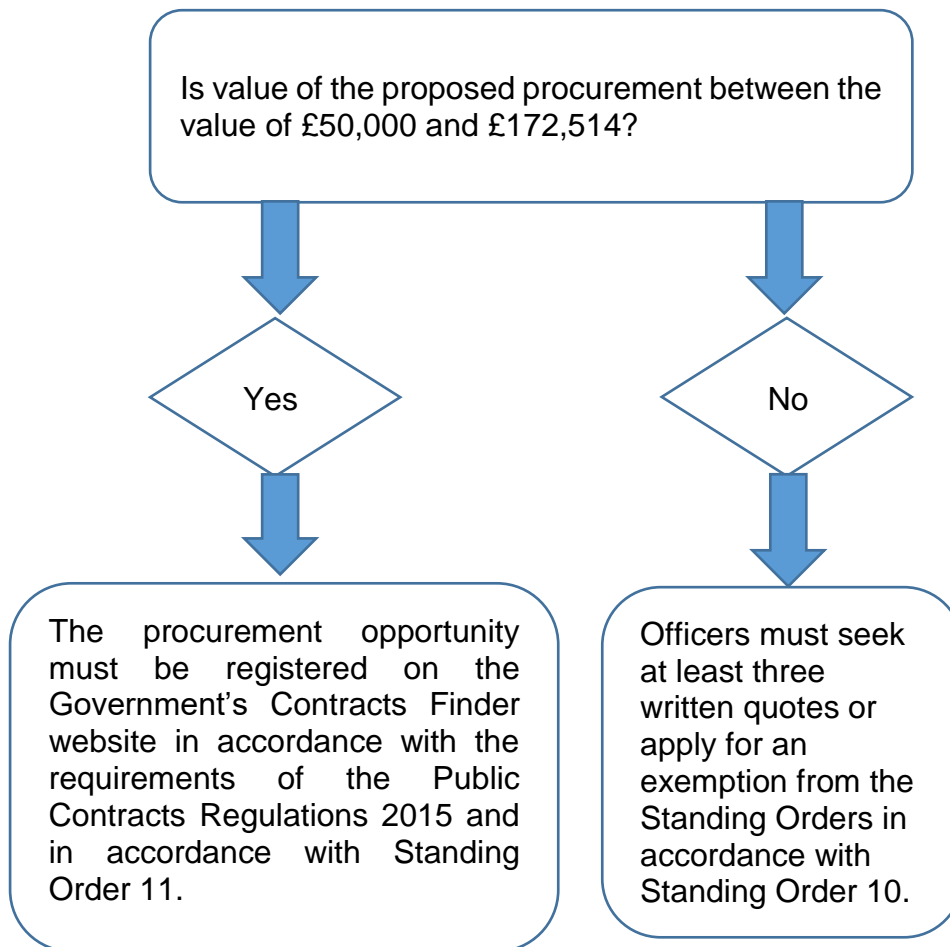 Is value of the proposed procurement between the
value of £50,000 and £172,514?
Yes
No
The procurement opportunity
must be registered on the
Government’s Contracts Finder
website in accordance with the
requirements of the Public
Contracts Regulations 2015 and
in accordance with Standing
Order 11.
Officers must seek
at least three
written quotes or
apply for an
exemption from the
Standing Orders in
accordance with
Standing Order 10.